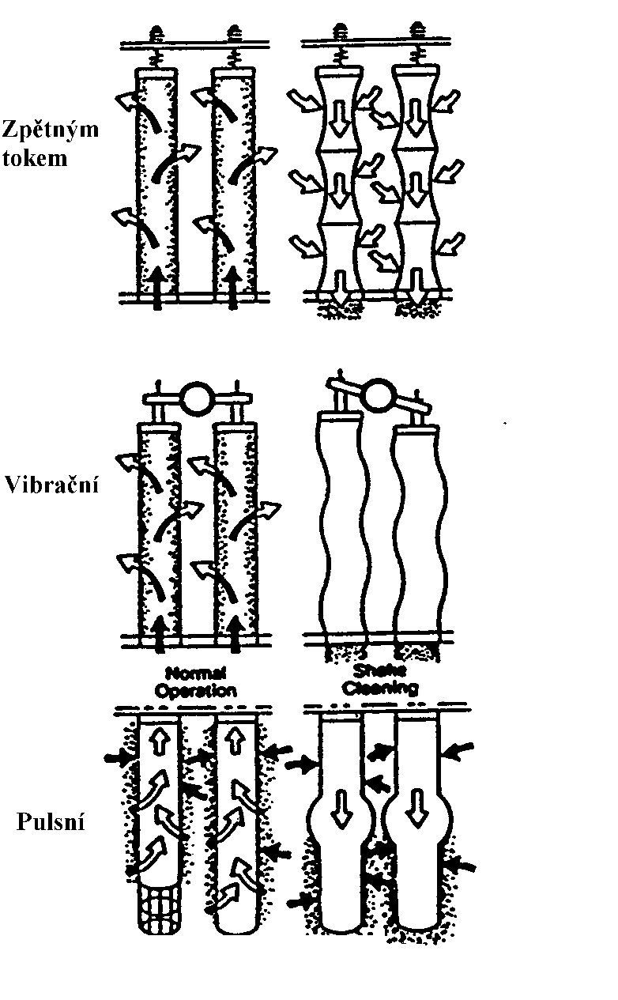 Zpětným
tokem
Vibrační
Normal
Operation
Shake
Cleaning
Pulsní